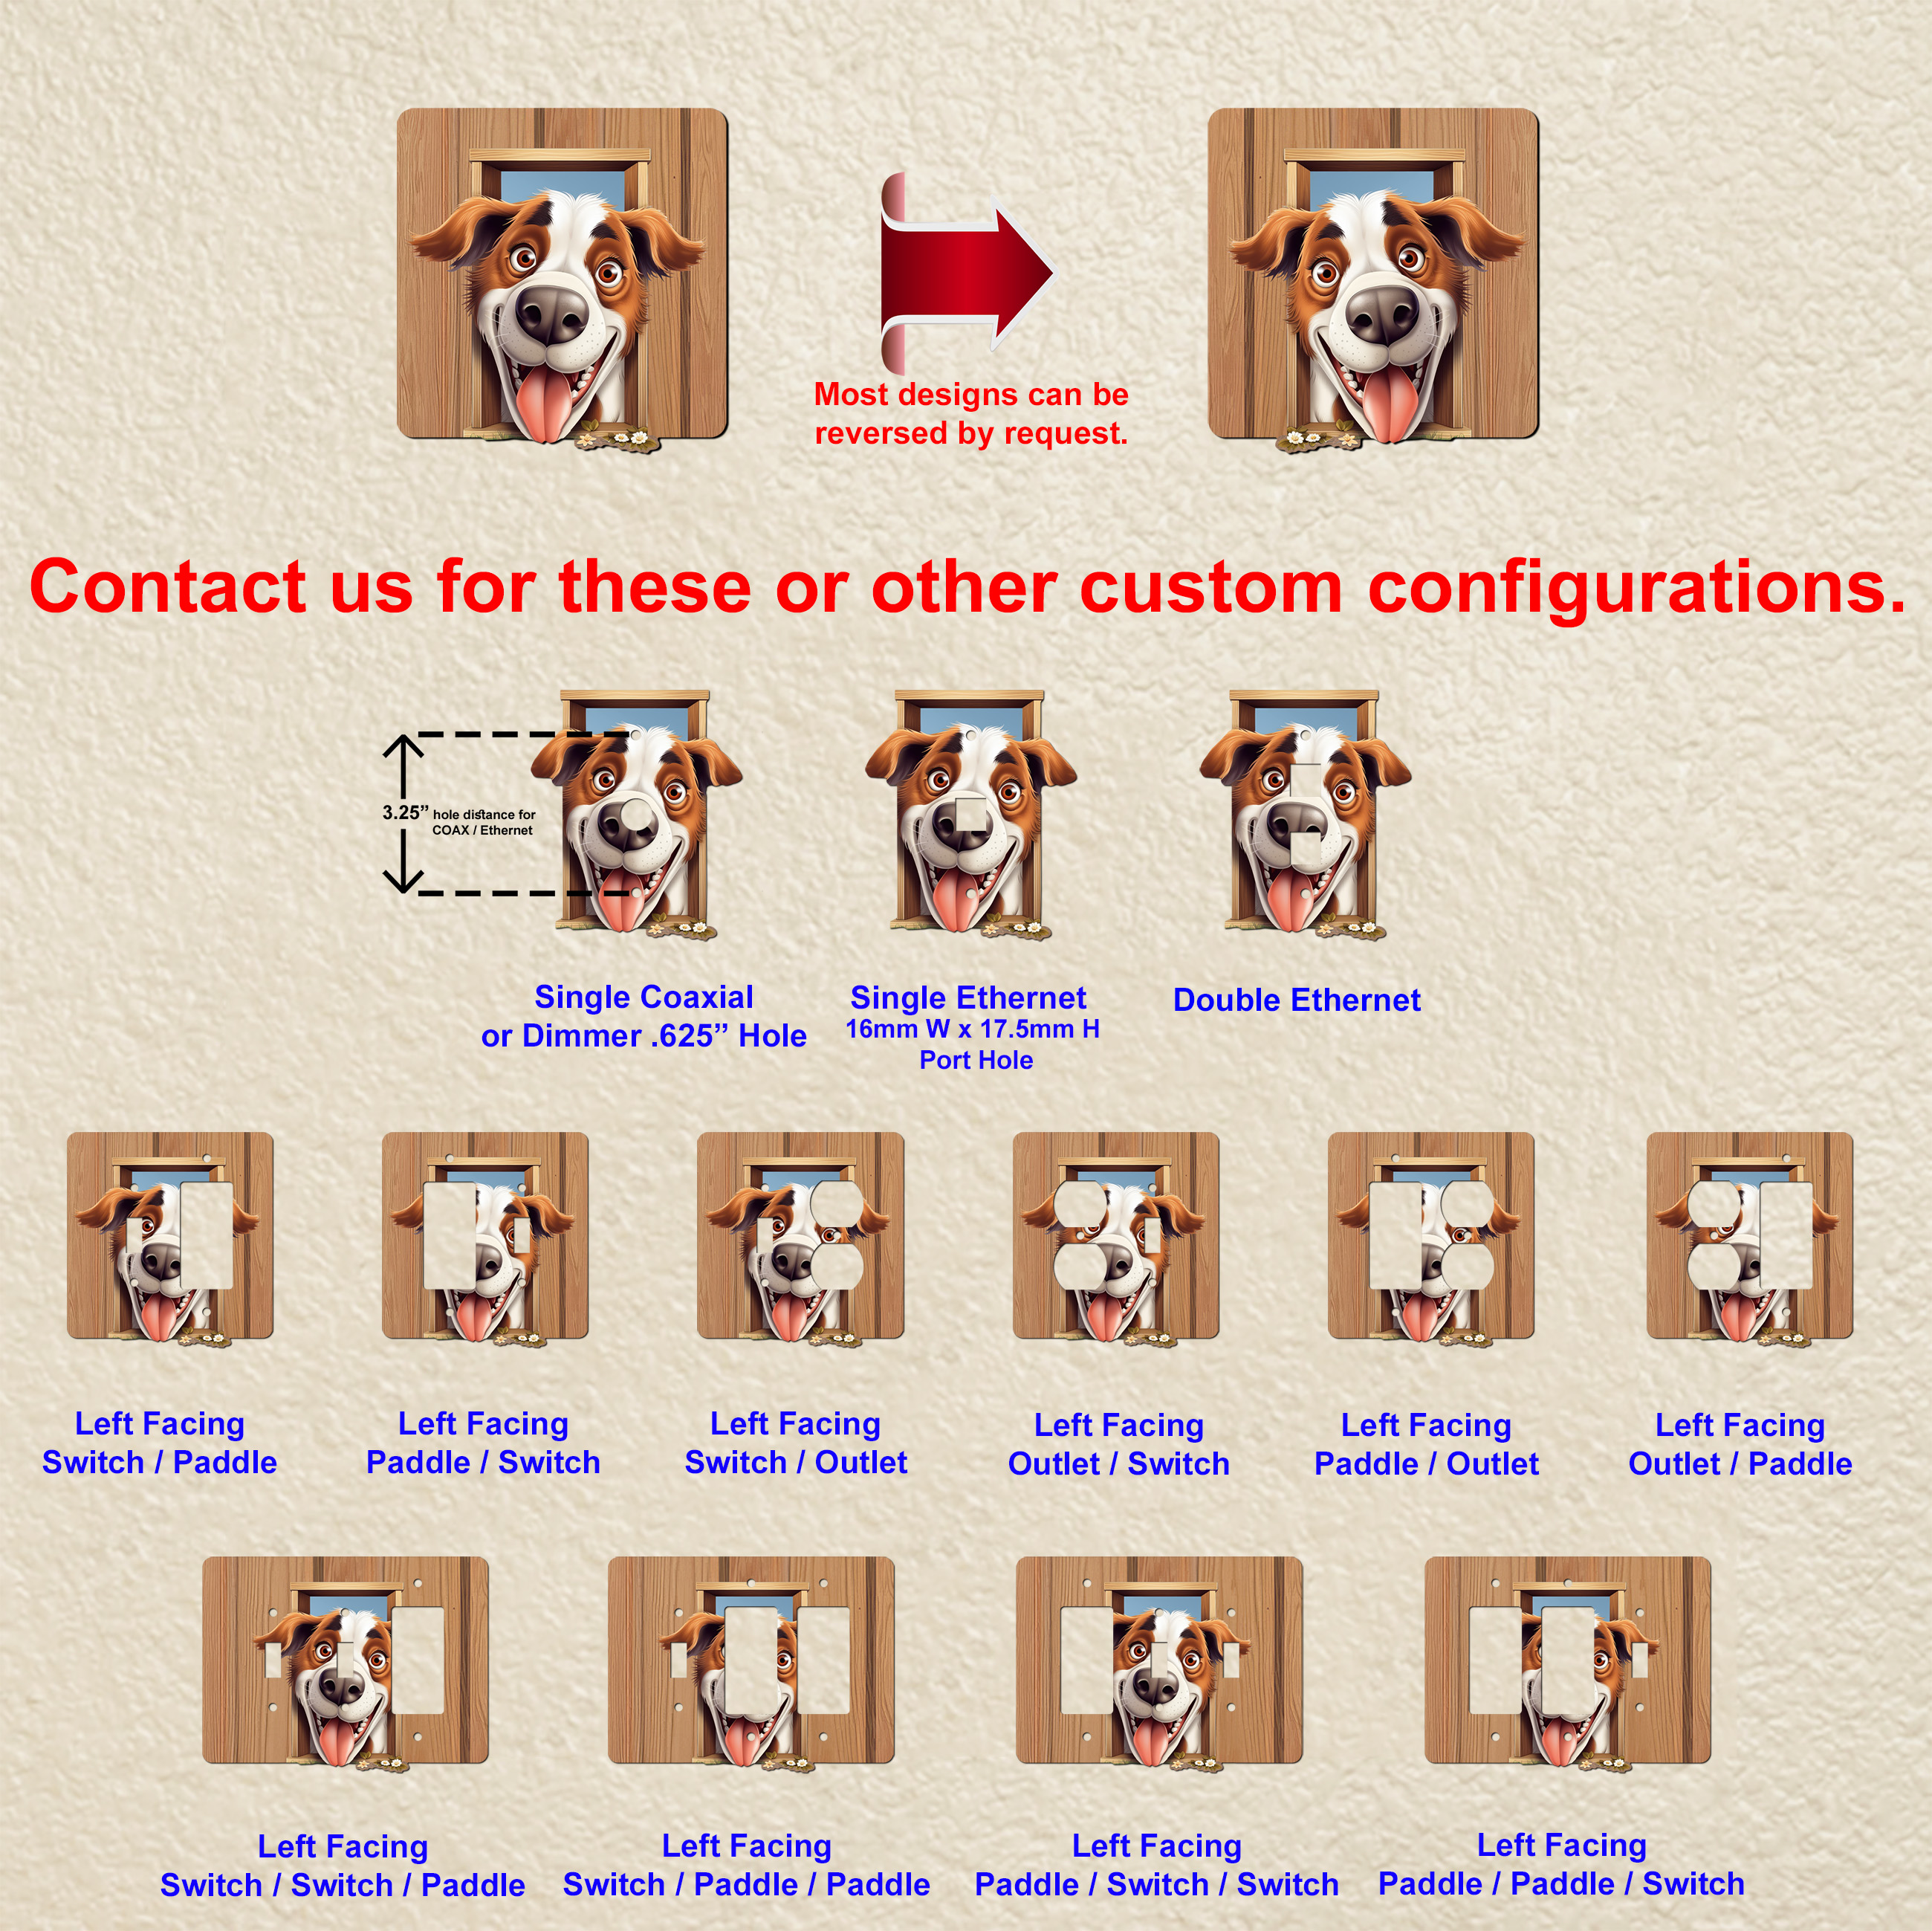 Most designs can be
reversed by request.
Contact us for these or other custom configurations.
3.25” hole distance for
COAX / Ethernet
Single Coaxial
or Dimmer .625” Hole
Single Ethernet
16mm W x 17.5mm H
Port Hole
Double Ethernet
Left Facing
Switch / Paddle
Left Facing
Paddle / Switch
Left Facing
Switch / Outlet
Left Facing
Outlet / Switch
Left Facing
Paddle / Outlet
Left Facing
Outlet / Paddle
Left Facing
Switch / Switch / Paddle
Left Facing
Switch / Paddle / Paddle
Left Facing
Paddle / Switch / Switch
Left Facing
Paddle / Paddle / Switch